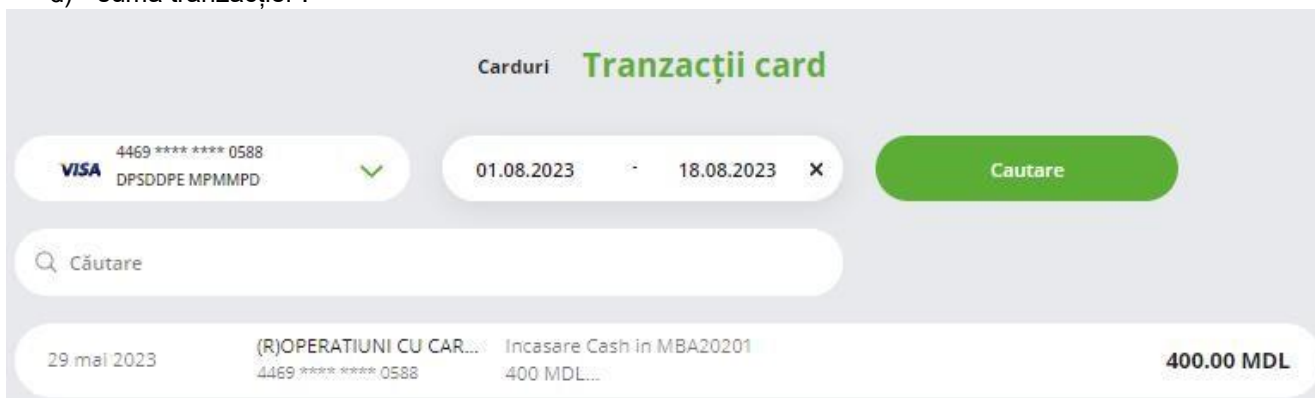 Carduri Tranzacții card
VISA 4469 **** **** 0588
DPSDDPE MPMMPD
01.08.2023 - 18.08.2023 ×
Cautare
Căutare
29 mai 2023
(R)OPERATIUNI CU CAR...
4469 **** **** 0588
Incasare Cash in MBA20201
400 MDL...
400.00 MDL